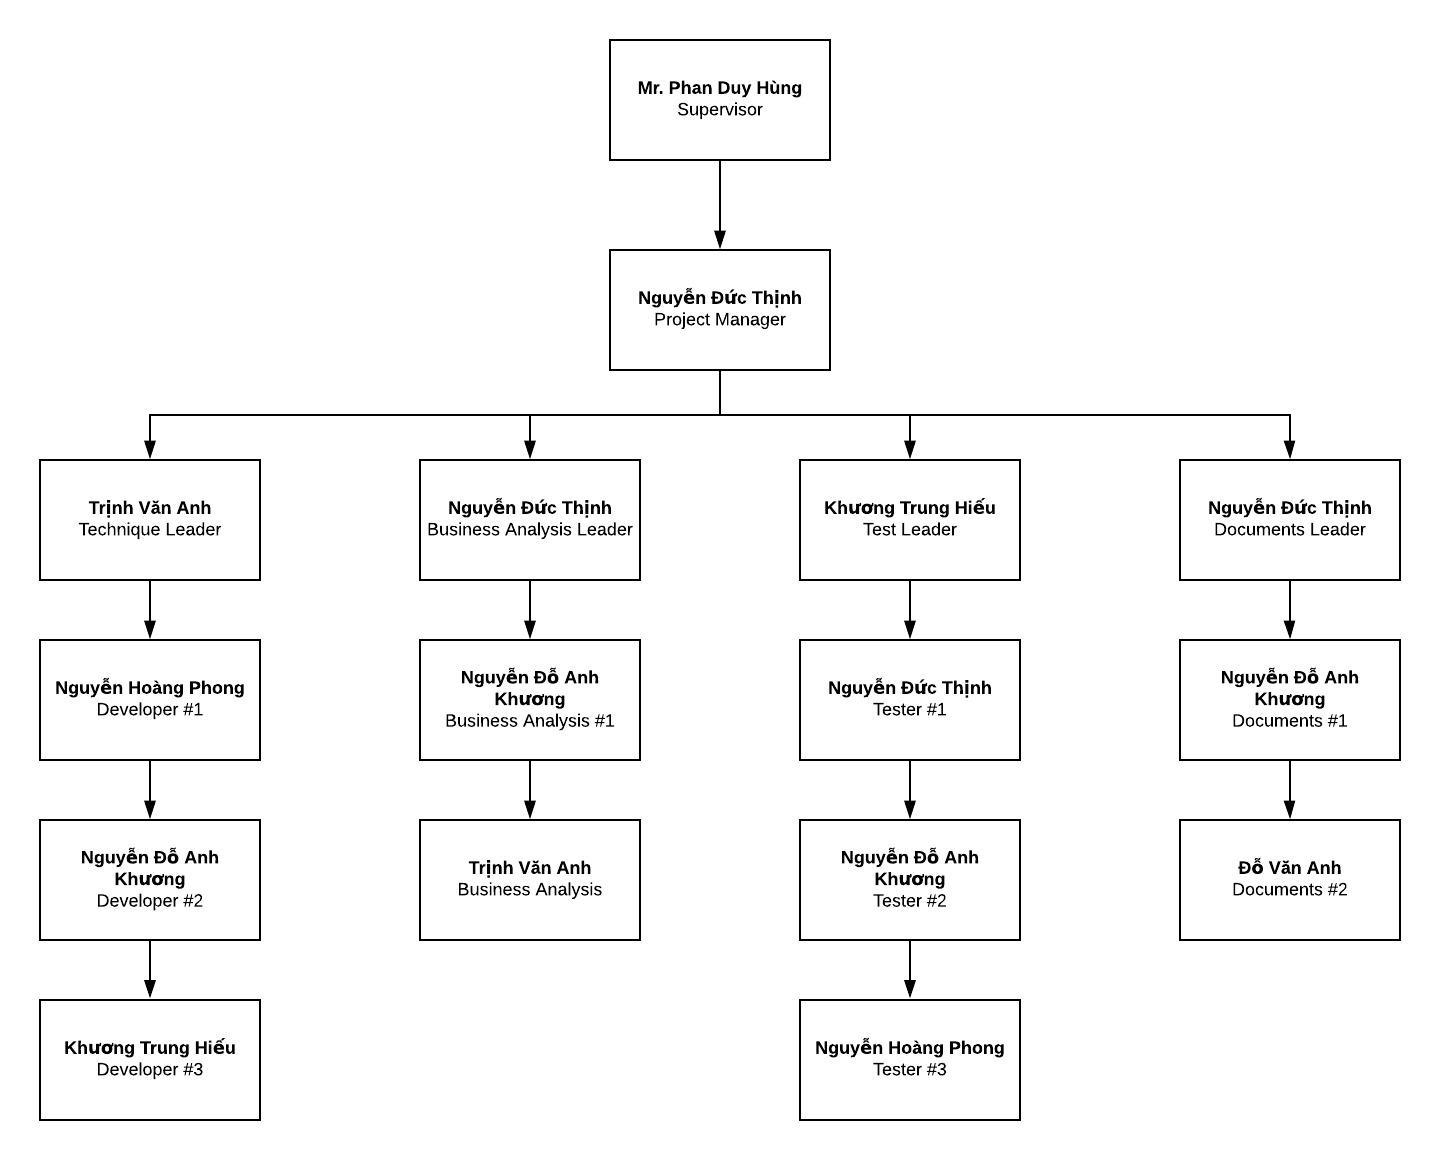 Mr. Phan Duy Hùng
Supervisor
Nguyễn Đức Thịnh
Project Manager
Trịnh Văn Anh
Technique Leader
Nguyễn Đức Thịnh
Business Analysis Leader
Khương Trung Hiếu
Test Leader
Nguyễn Đức Thịnh
Documents Leader
Nguyễn Hoàng Phong
Developer #1
Nguyễn Đỗ Anh
Khương
Business Analysis #1
Nguyễn Đức Thịnh
Tester #1
Nguyễn Đỗ Anh
Khương
Documents #1
Nguyễn Đỗ Anh
Khương
Developer #2
Trịnh Văn Anh
Business Analysis
Nguyễn Đỗ Anh
Khương
Tester #2
Đỗ Văn Anh
Documents #2
Khương Trung Hiếu
Developer #3
Nguyễn Hoàng Phong
Tester #3